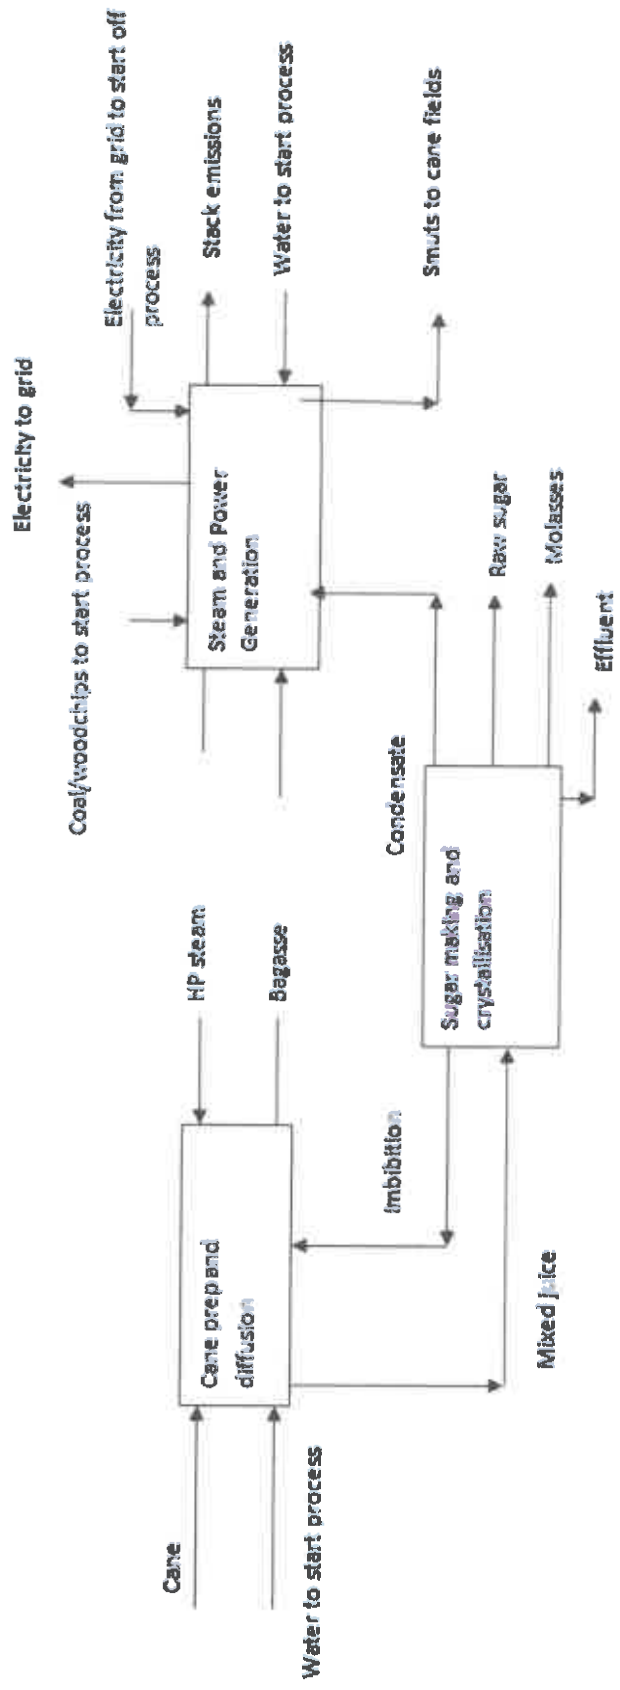 Electricity to grid
Coal/woodchips to start process
Electricity from grid to start off
process
Cane
Cane prep and
diffusion
HP steam
Steam and Power
Generation
Stack emissions
Water to start process
Bagasse
Water to start process
Imbibition
Condensate
Smuts to cane fields
Sugar making and
crystallisation
Raw sugar
Mixed juice
Molasses
Effluent